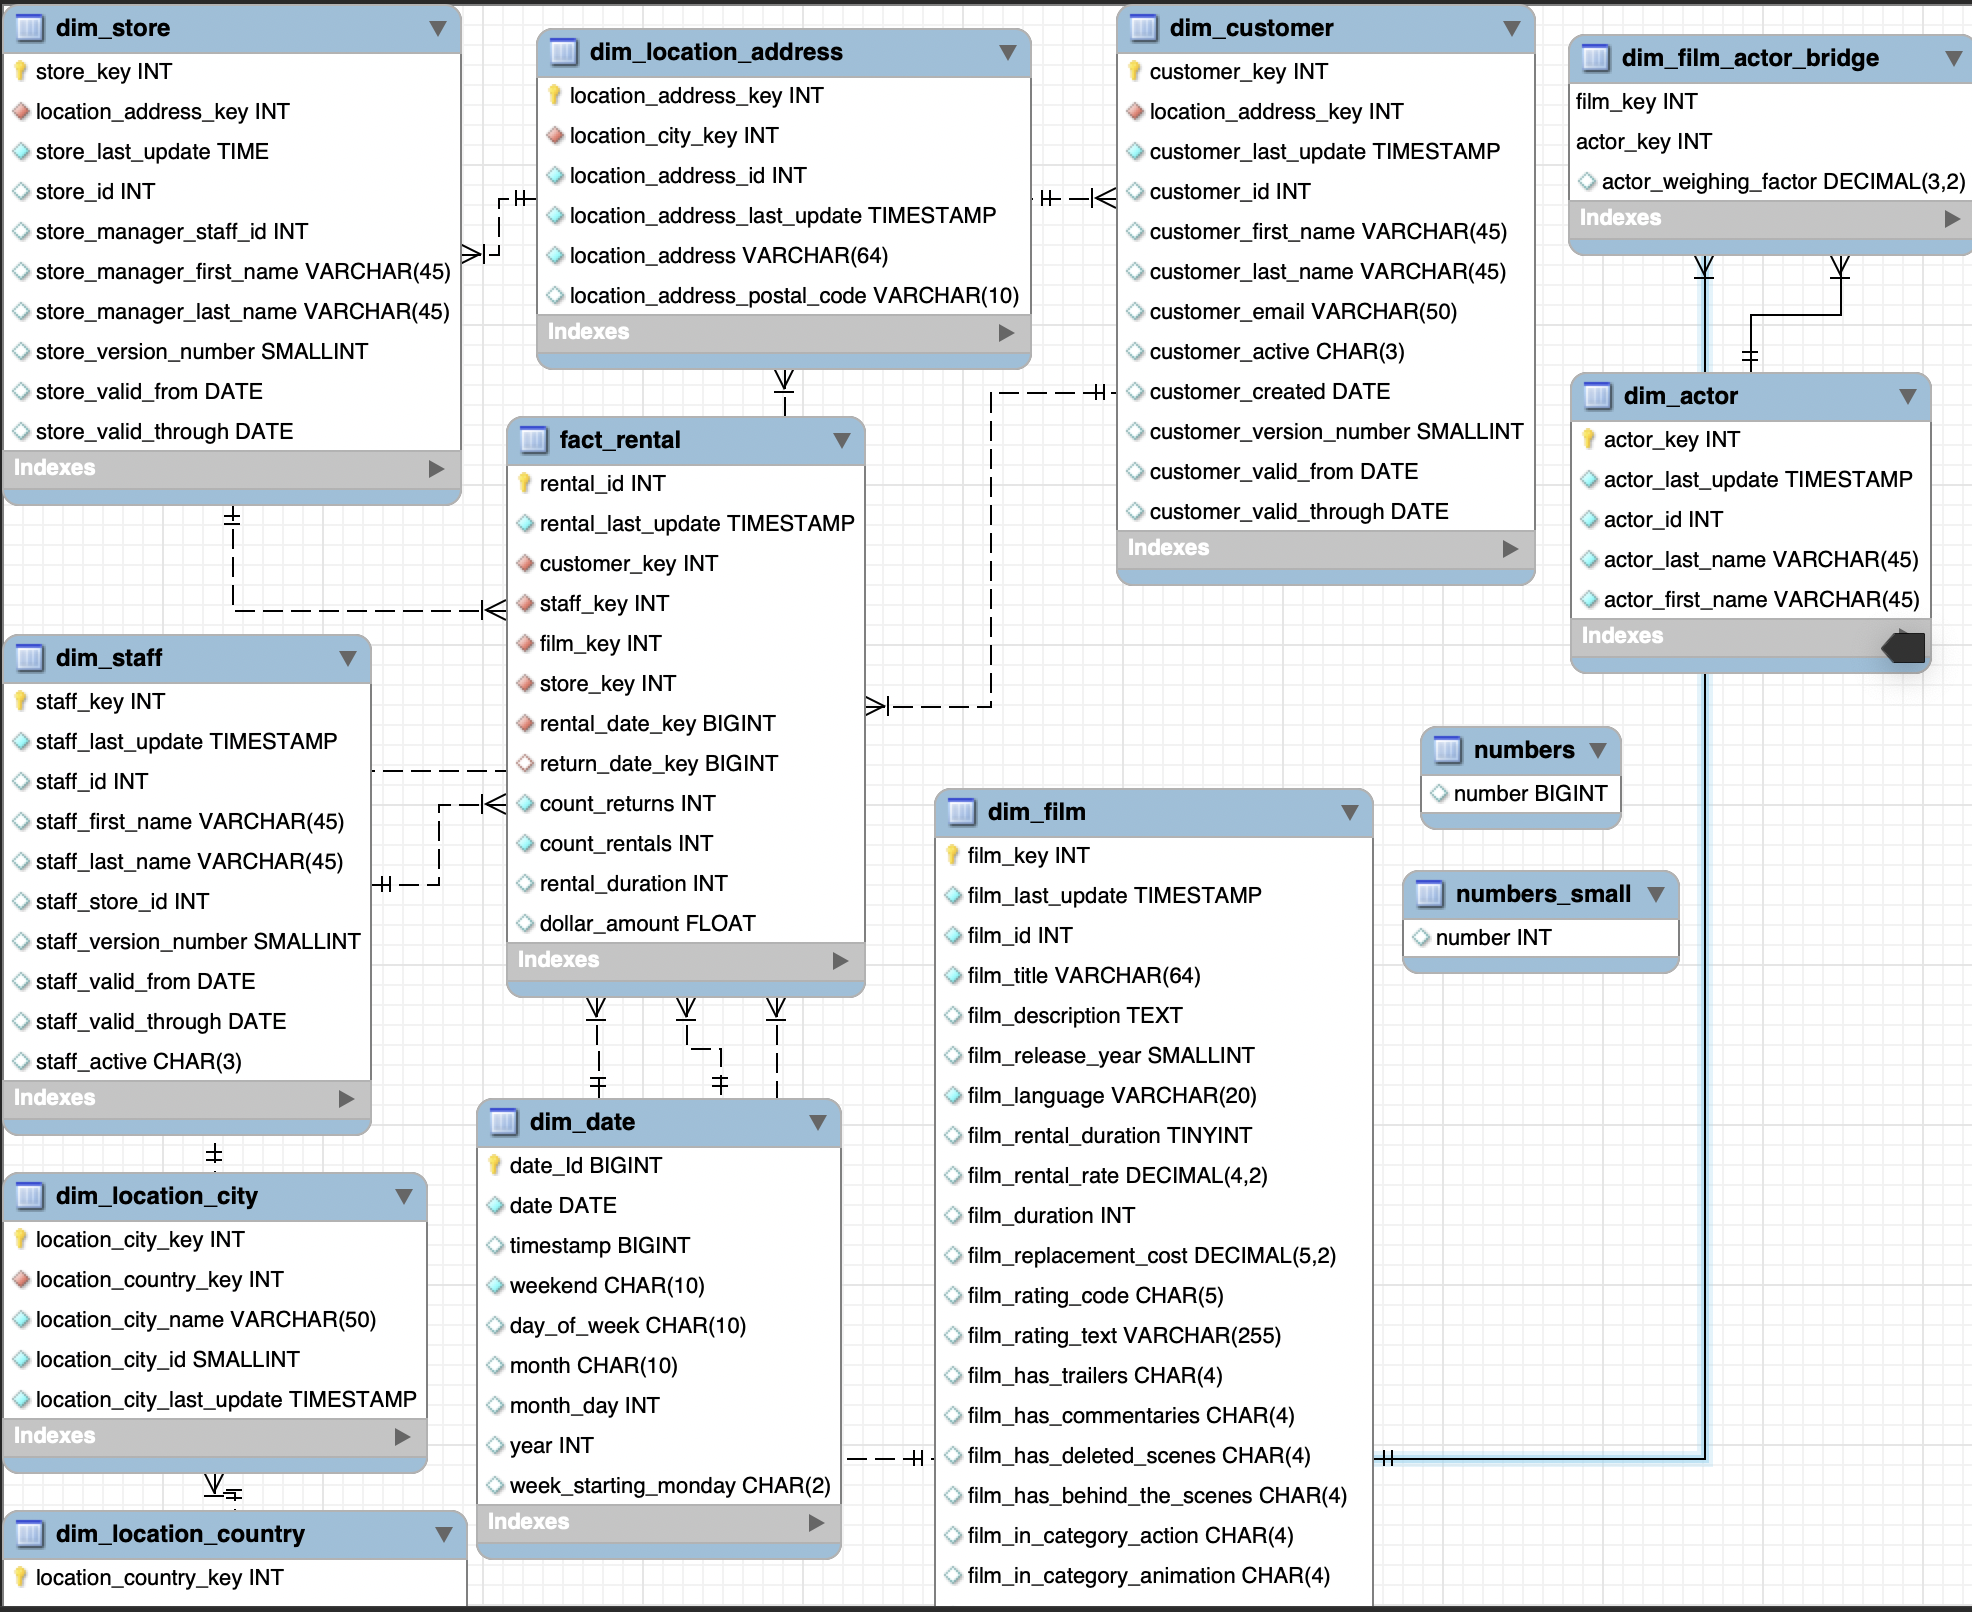 dim_store
store_key INT
location_address_key INT
store_last_update TIME
store_id INT
store_manager_staff_id INT
store_manager_first_name VARCHAR(45)
store_manager_last_name VARCHAR(45)
store_version_number SMALLINT
store_valid_from DATE
store_valid_through DATE
Indexes
dim_location_address
location_address_key INT
location_city_key INT
location_address_id INT
location_address_last_update TIMESTAMP
location_address VARCHAR(64)
location_address_postal_code VARCHAR(10)
Indexes
dim_customer
customer_key INT
location_address_key INT
customer_last_update TIMESTAMP
customer_id INT
customer_first_name VARCHAR(45)
customer_last_name VARCHAR(45)
customer_email VARCHAR(50)
customer_active CHAR(3)
customer_created DATE
customer_version_number SMALLINT
customer_valid_from DATE
customer_valid_through DATE
Indexes
dim_film_actor_bridge
film_key INT
actor_key INT
actor_weighing_factor DECIMAL(3,2)
Indexes
dim_actor
actor_key INT
actor_last_update TIMESTAMP
actor_id INT
actor_last_name VARCHAR(45)
actor_first_name VARCHAR(45)
Indexes
fact_rental
rental_id INT
rental_last_update TIMESTAMP
customer_key INT
staff_key INT
film_key INT
store_key INT
rental_date_key BIGINT
return_date_key BIGINT
count_returns INT
count_rentals INT
rental_duration INT
dollar_amount FLOAT
Indexes
dim_staff
staff_key INT
staff_last_update TIMESTAMP
staff_id INT
staff_first_name VARCHAR(45)
staff_last_name VARCHAR(45)
staff_store_id INT
staff_version_number SMALLINT
staff_valid_from DATE
staff_valid_through DATE
staff_active CHAR(3)
Indexes
numbers
number BIGINT
numbers_small
number INT
dim_film
film_key INT
film_last_update TIMESTAMP
film_id INT
film_title VARCHAR(64)
film_description TEXT
film_release_year SMALLINT
film_language VARCHAR(20)
film_rental_duration TINYINT
film_rental_rate DECIMAL(4,2)
film_duration INT
film_replacement_cost DECIMAL(5,2)
film_rating_code CHAR(5)
film_rating_text VARCHAR(255)
film_has_trailers CHAR(4)
film_has_commentaries CHAR(4)
film_has_deleted_scenes CHAR(4)
film_has_behind_the_scenes CHAR(4)
film_in_category_action CHAR(4)
film_in_category_animation CHAR(4)
dim_date
date_Id BIGINT
date DATE
timestamp BIGINT
weekend CHAR(10)
day_of_week CHAR(10)
month CHAR(10)
month_day INT
year INT
week_starting_monday CHAR(2)
Indexes
dim_location_city
location_city_key INT
location_country_key INT
location_city_name VARCHAR(50)
location_city_id SMALLINT
location_city_last_update TIMESTAMP
Indexes
dim_location_country
location_country_key INT